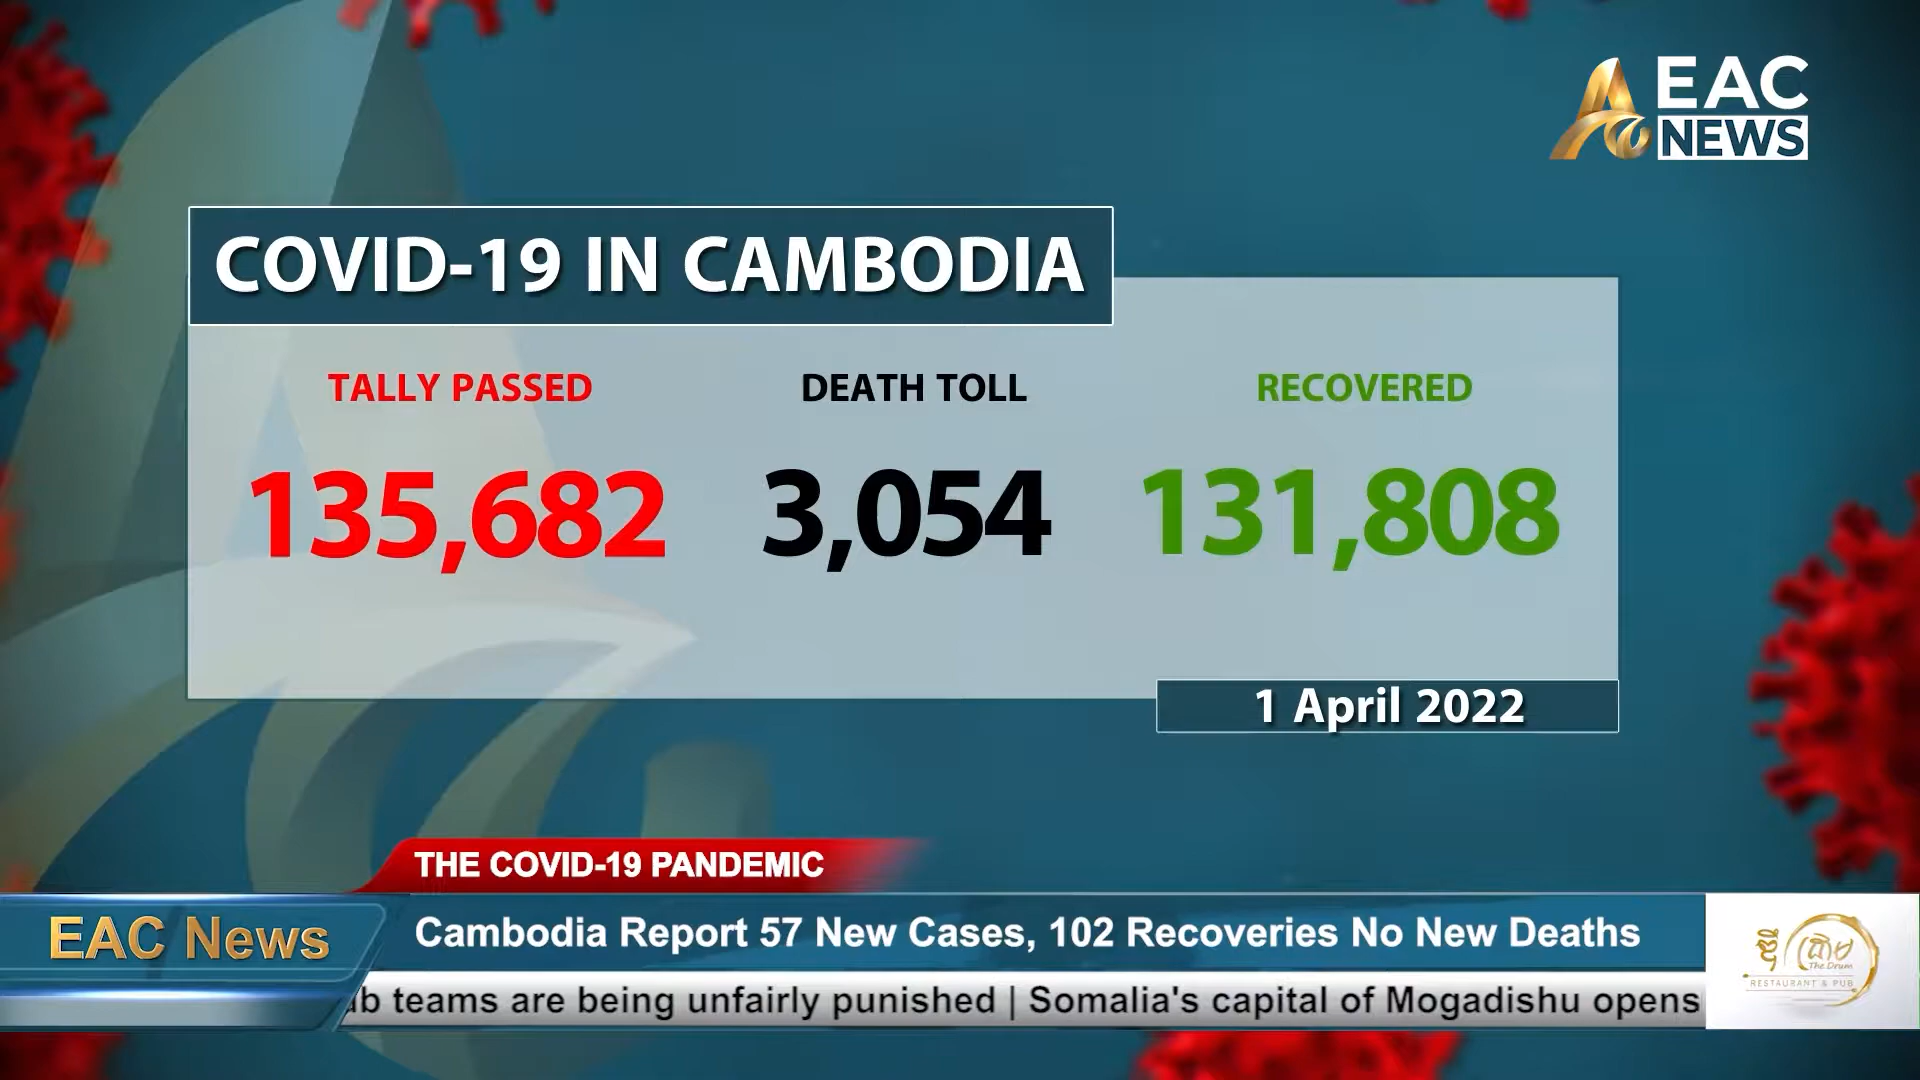 EAC
NEWS
COVID-19 IN CAMBODIA
TALLY PASSED
DEATH TOLL
RECOVERED
135,682
3,054
131,808
1 April 2022
THE COVID-19 PANDEMIC
EAC News
Cambodia Report 57 New Cases, 102 Recoveries No New Deaths
teams are being unfairly punished | Somalia's capital of Mogadishu opens
The Drum
RESTAURANT & PUB